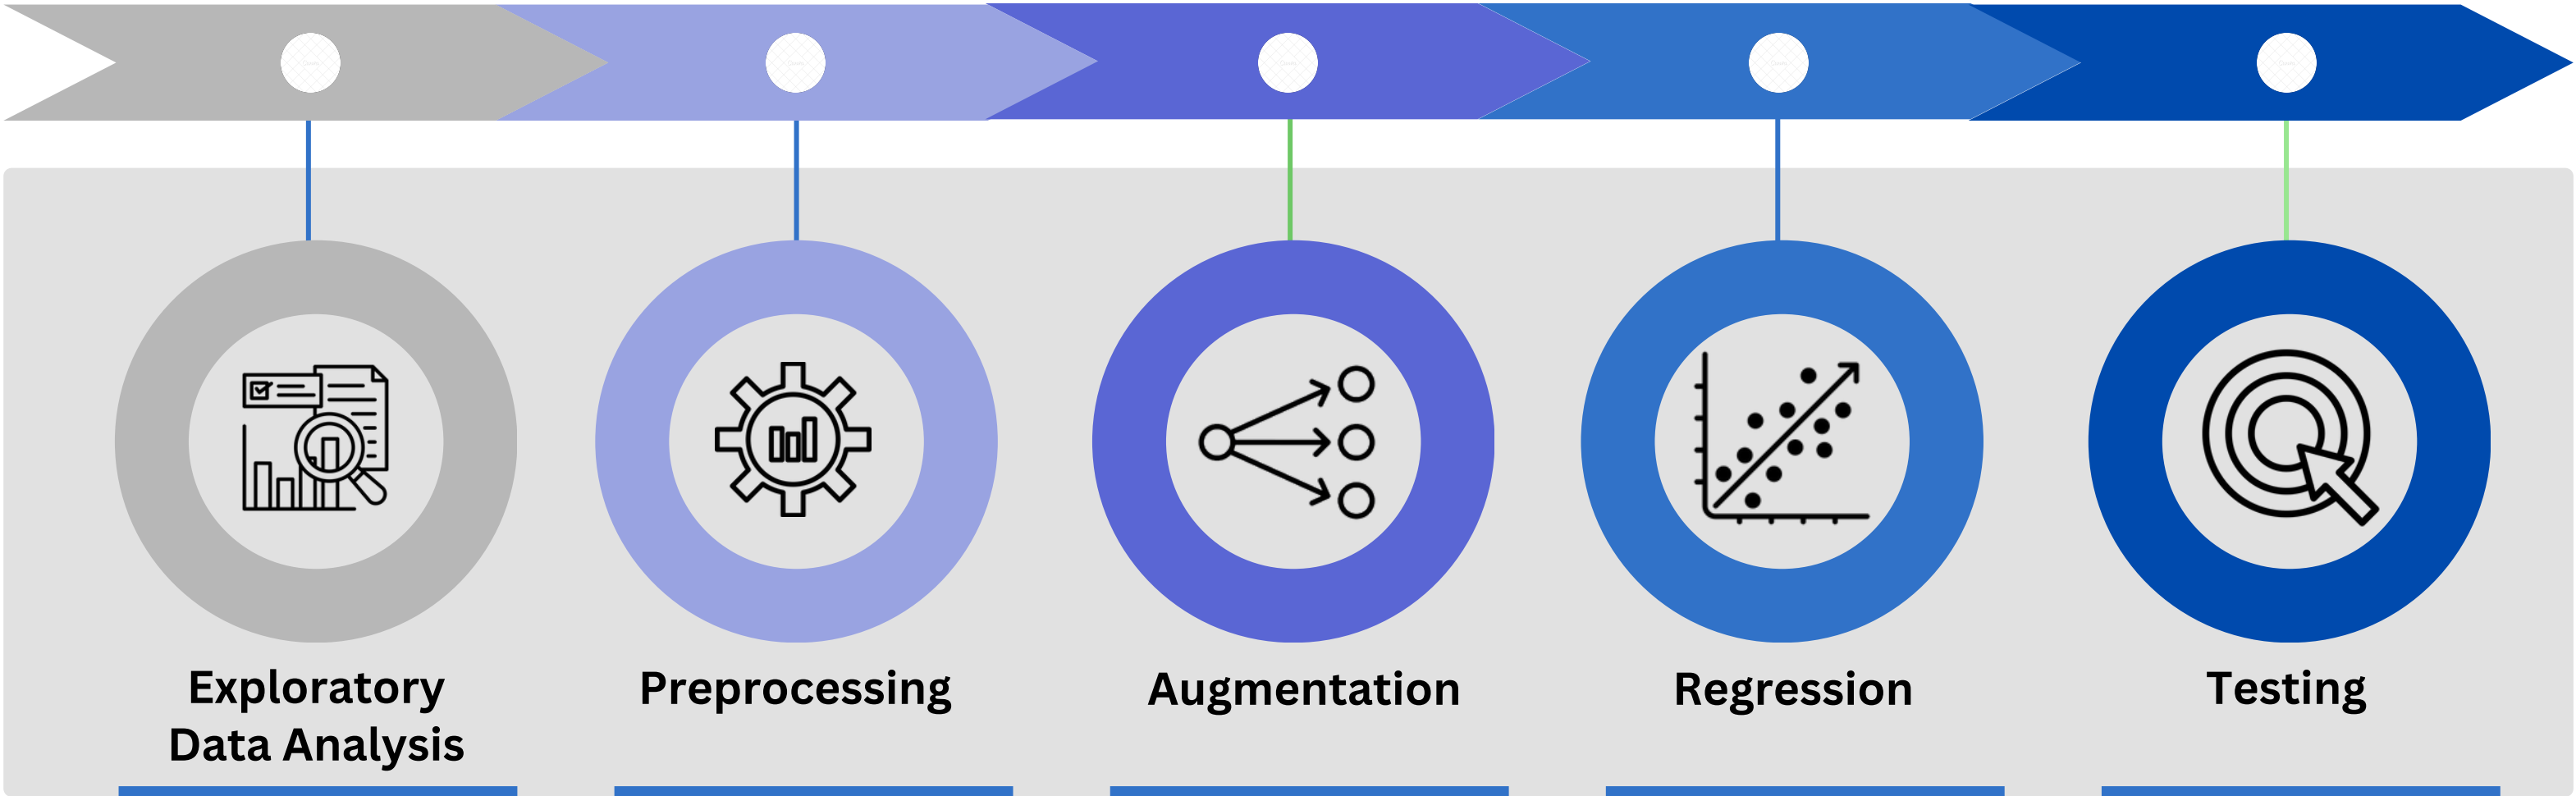 Exploratory
Data Analysis
Preprocessing
Augmentation
Regression
Testing